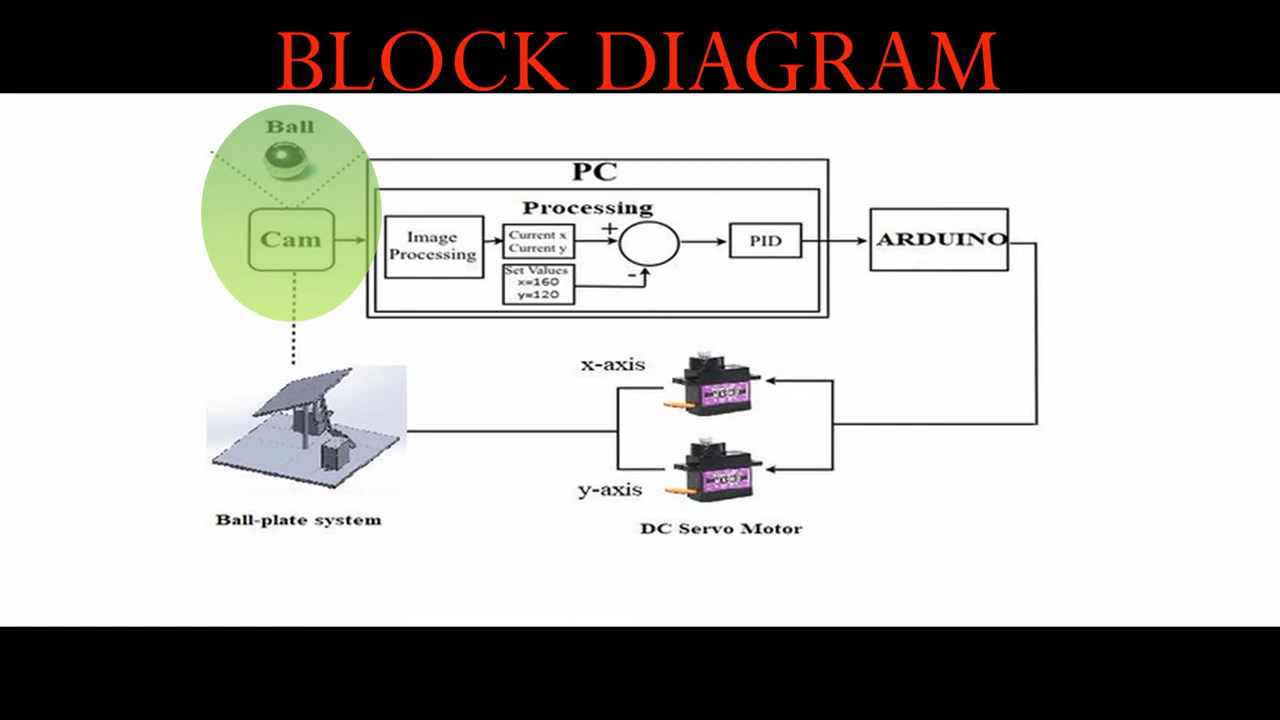 BLOCK DIAGRAM
Ball
Cam
PC
Processing
Image
Processing
Current x
Current y
+
Set Values
x=160
y=120
-
PID
ARDUINO
x-axis
y-axis
Ball-plate system
DC Servo Motor